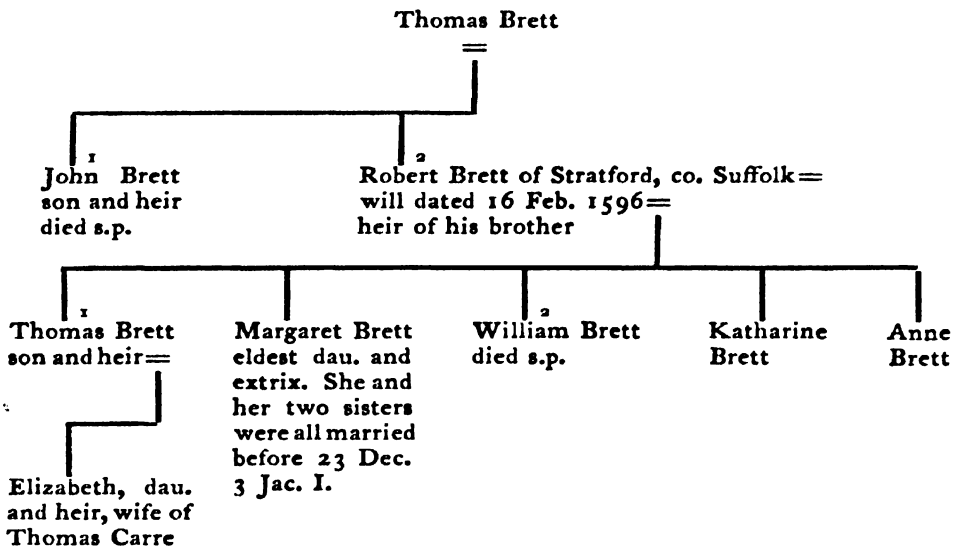 Thomas Brett
=
1
John Brett
son and heir
died s.p.
2
Robert Brett of Stratford, co. Suffolk=
will dated 16 Feb. 1596=
heir of his brother
1
Thomas Brett
son and heir=
Margaret Brett
eldest dau. and
extrix. She and
her two sisters
were all married
before 23 Dec.
3 Jac. I.
2
William Brett
died s.p.
Katharine
Brett
Anne
Brett
Elizabeth, dau.
and heir, wife of
Thomas Carre